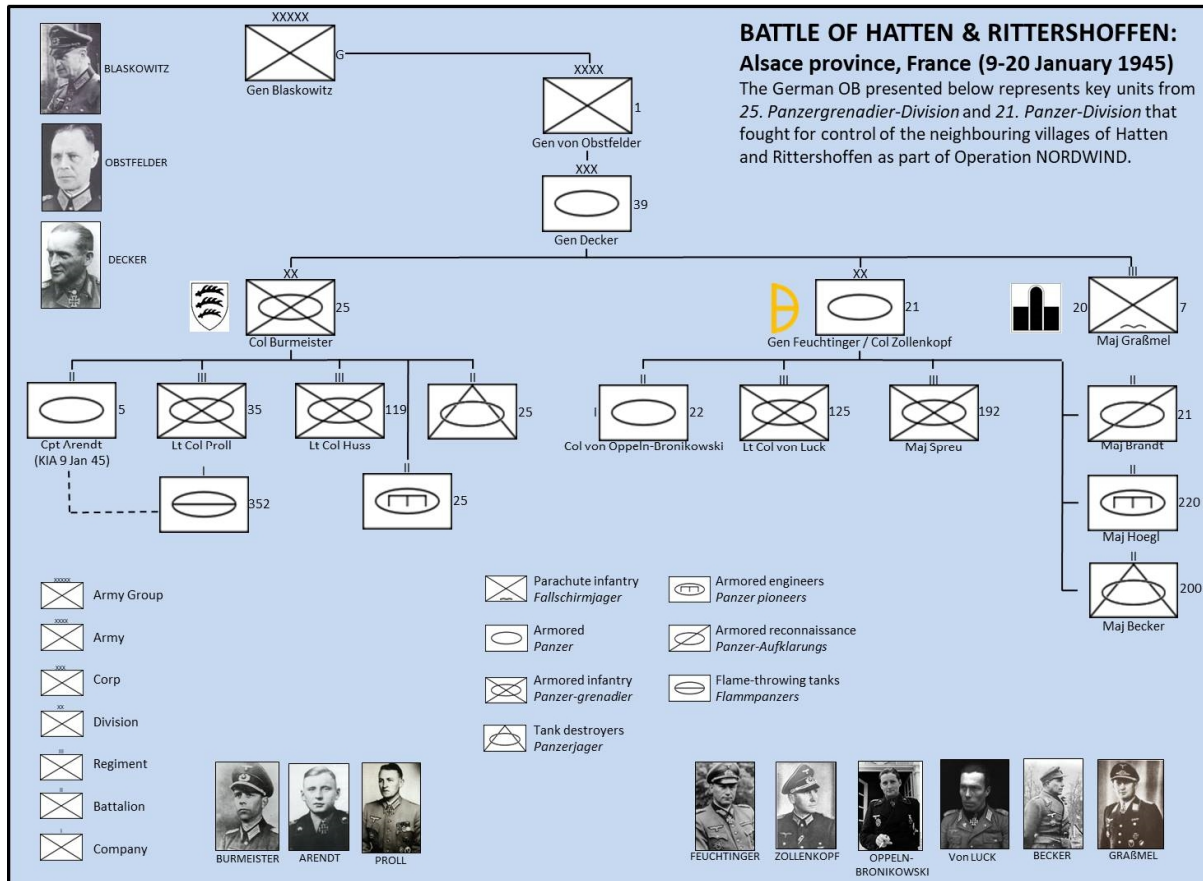 BATTLE OF HATTEN & RITTERSHOFFEN:
Alsace province, France (9-20 January 1945)
The German OB presented below represents key units from
25. Panzergrenadier-Division and 21. Panzer-Division that
fought for control of the neighbouring villages of Hatten
and Rittershoffen as part of Operation NORDWIND.
BLASKOWITZ
OBSTFELDER
DECKER
XXXXX
G
Gen Blaskowitz
XXXX
1
Gen von Obstfelder
XXX
39
Gen Decker
XX
25
Col Burmeister
XX
21
Gen Feuchtinger / Col Zollenkopf
III
20
7
Maj Graßmel
II
5
Cpt Arendt
(KIA 9 Jan 45)
III
35
Lt Col Proll
III
119
Lt Col Huss
II
25
I
352
II
25
II
I
22
Col von Oppeln-Bronikowski
III
125
Lt Col von Luck
III
192
Maj Spreu
II
21
Maj Brandt
II
220
Maj Hoegl
II
200
Maj Becker
XXXXX
Army Group
XXXX
Army
XXX
Corp
XX
Division
III
Regiment
II
Battalion
I
Company
Parachute infantry
Fallschirmjager
Armored
Panzer
Armored infantry
Panzer-grenadier
Tank destroyers
Panzerjager
Armored engineers
Panzer pioneers
Armored reconnaissance
Panzer-Aufklarungs
Flame-throwing tanks
Flammpanzers
BURMEISTER
ARENDT
PROLL
FEUCHTINGER
ZOLLENKOPF
OPPELN-
BRONIKOWSKI
Von LUCK
BECKER
GRAßMEL